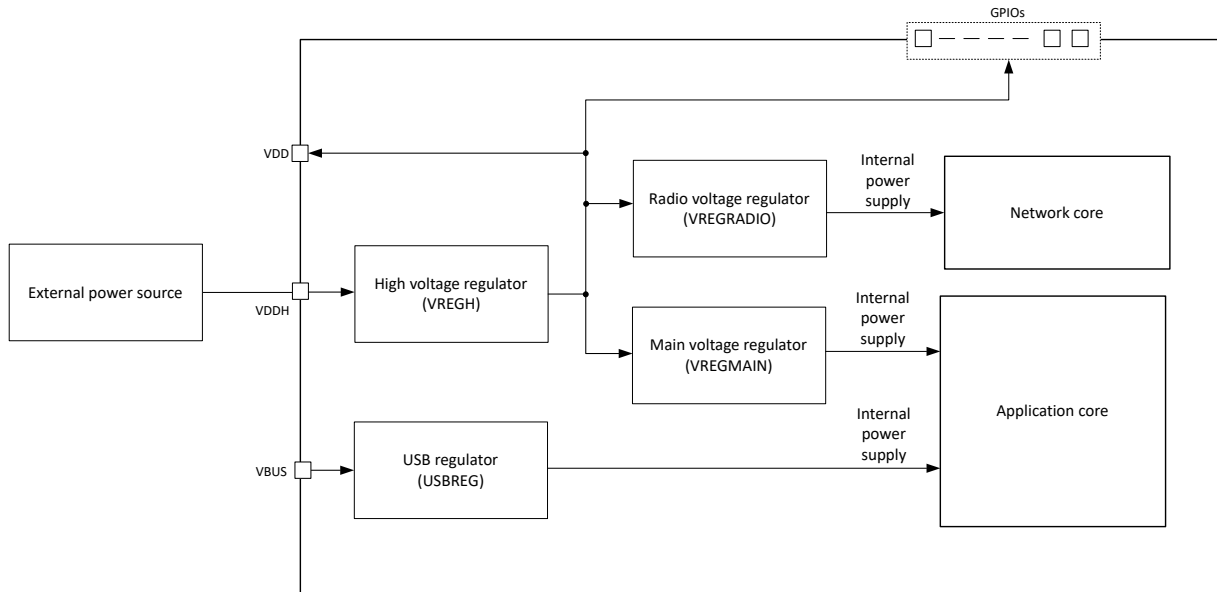 GPIOs
VDD
Radio voltage regulator
(VREGRADIO)
Internal
power
supply
Network core
External power source
VDDH
High voltage regulator
(VREGH)
Main voltage regulator
(VREGMAIN)
Internal
power
supply
Application core
VBUS
USB regulator
(USBREG)
Internal
power
supply